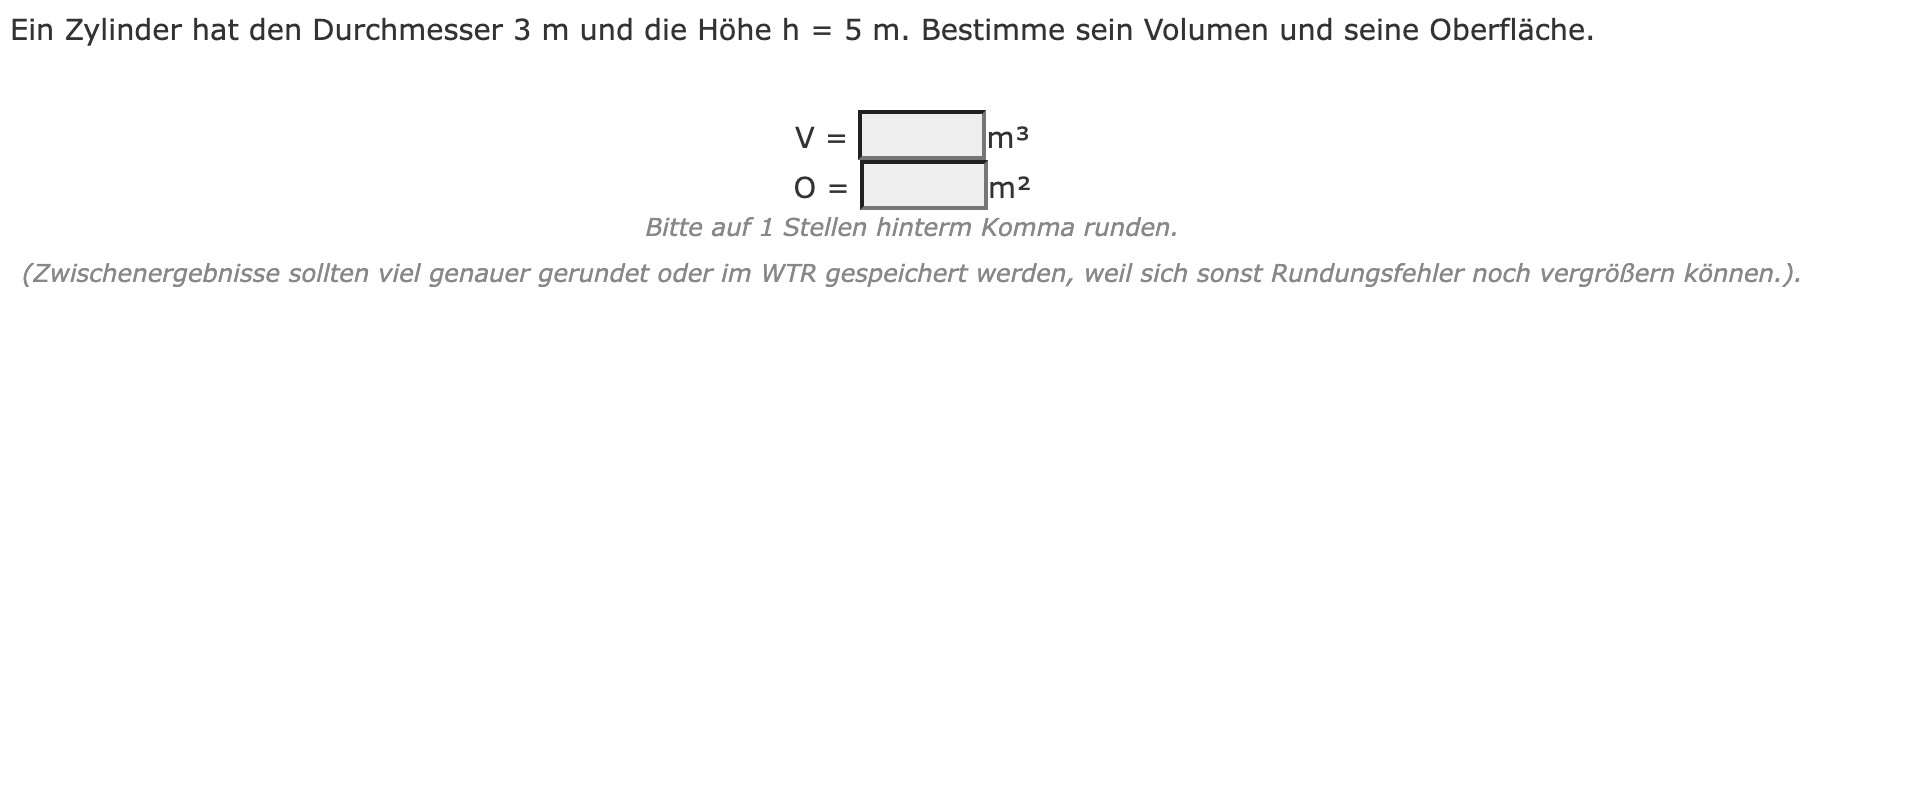 Ein Zylinder hat den Durchmesser 3 m und die Höhe h = 5 m. Bestimme sein Volumen und seine Oberfläche.
V = m³
O = m²
Bitte auf 1 Stellen hinterm Komma runden.
(Zwischenergebnisse sollten viel genauer gerundet oder im WTR gespeichert werden, weil sich sonst Rundungsfehler noch vergrößern können.).